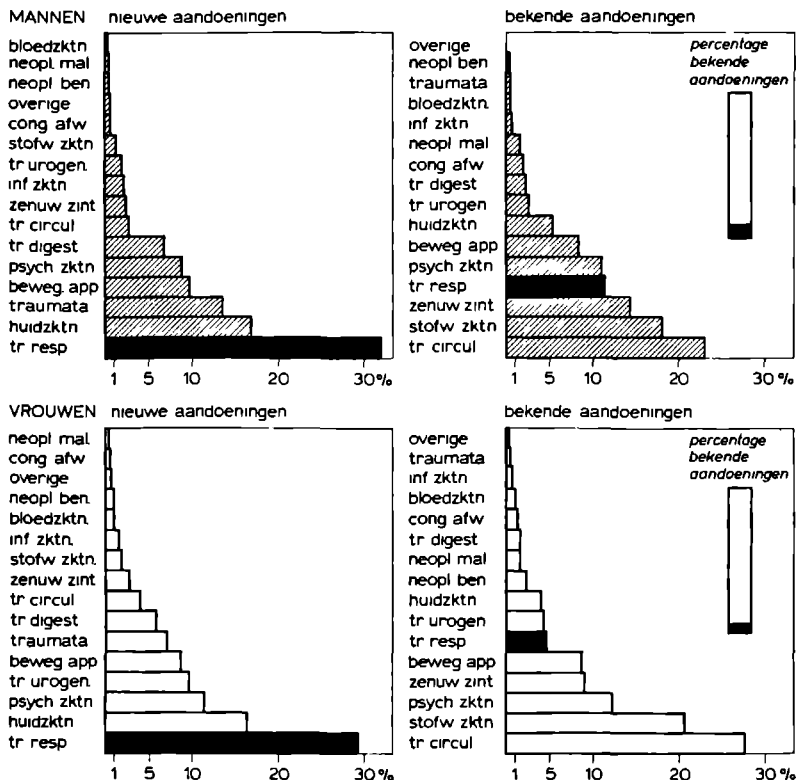 MANNEN nieuwe aandoeningen
bloedzktn
neopl mal
neopl ben
overige
cong afw
stofw zktn
tr urogen.
inf zktn
zenuw zint
tr circul
tr digest
psych zktn
beweg. app
traumata
huidzktn
tr resp
1 5 10 20 30%
bekende aandoeningen
percentage
bekende
aandoeningen
overige
neopl ben
traumata
bloedzktn.
inf zktn
neopl mal
cong afw
tr digest
tr urogen
huidzktn
beweg app
psych zktn
tr resp
zenuw zint
stofw zktn
tr circul
1 5 10 20 30%
VROUWEN nieuwe aandoeningen
neopl mal
cong afw
overige
neopl ben.
bloedzktn.
inf zktn.
stofw zktn.
zenuw zint
tr circul
tr digest
traumata
beweg app
tr urogen.
psych zktn
huidzktn
tr resp
1 5 10 20 30%
bekende aandoeningen
percentage
bekende
aandoeningen
overige
traumata
inf zktn
bloedzktn
cong afw
tr digest
neopl mal
neopl ben
huidzktn
tr urogen
tr resp
beweg app
zenuw zint
psych zktn
stofw zktn
tr circul
1 5 10 20 30%